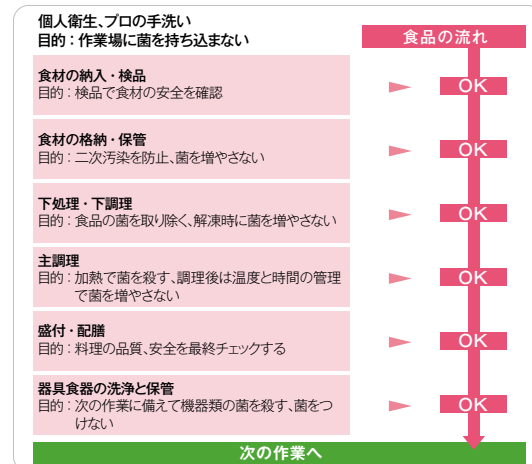 個人衛生、プロの手洗い
目的：作業場に菌を持ち込まない
食品の流れ
食材の納入・検品
目的：検品で食材の安全を確認
OK
食材の格納・保管
目的：二次汚染を防止、菌を増やさない
OK
下処理・下調理
目的：食品の菌を取り除く、解凍時に菌を増やさない
OK
主調理
目的：加熱で菌を殺す、調理後は温度と時間の管理
で菌を増やさない
OK
盛付・配膳
目的：料理の品質、安全を最終チェックする
OK
器具食器の洗浄と保管
目的：次の作業に備えて機器類の菌を殺す、菌をつ
けない
OK
次の作業へ